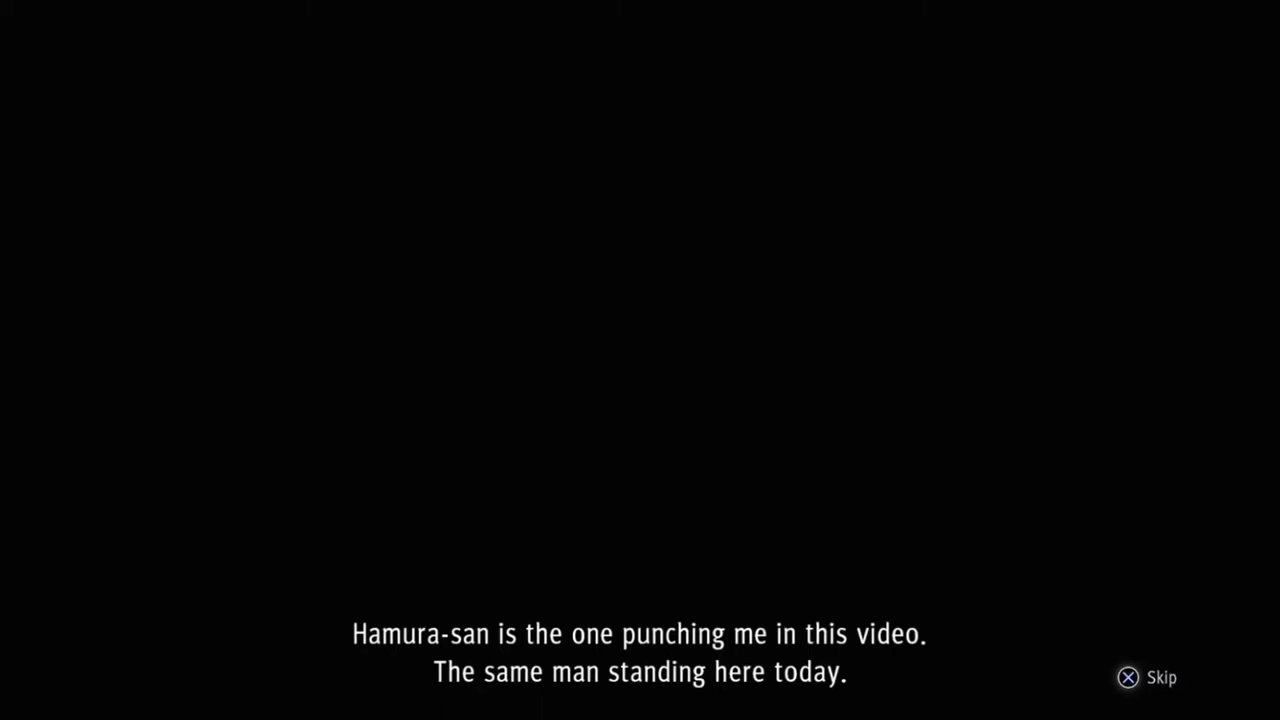 Hamura-san is the one punching me in this video.
The same man standing here today.
Skip